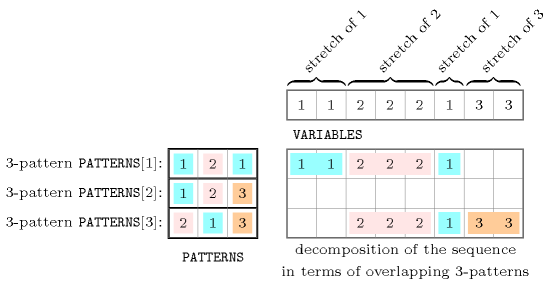 stretch of 1
stretch of 2
stretch of 1
stretch of 3
1 1 2 2 2 1 3 3
VARIABLES
3-pattern PATTERNS[1]: 1 2 1 1 1 2 2 2 1
3-pattern PATTERNS[2]: 1 2 3
3-pattern PATTERNS[3]: 2 1 3 2 2 2 1 3 3
PATTERNS
decomposition of the sequence
in terms of overlapping 3-patterns